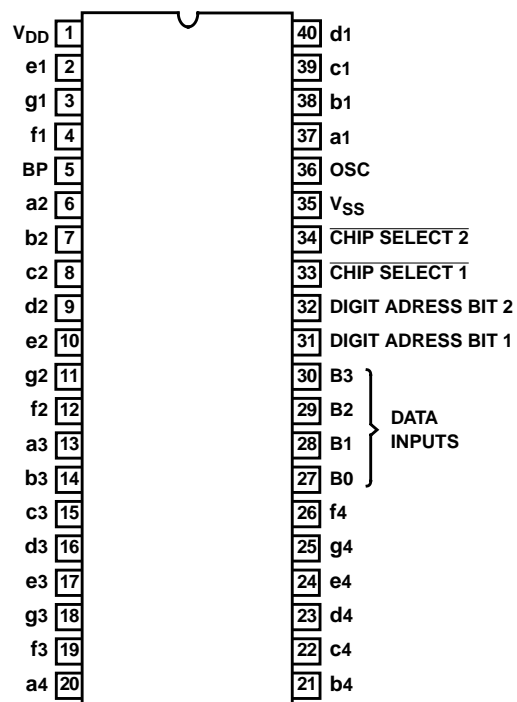 VDD 1 40 d1
e1 2 39 c1
g1 3 38 b1
f1 4 37 a1
BP 5 36 OSC
a2 6 35 VSS
b2 7 34 CHIP SELECT 2
c2 8 33 CHIP SELECT 1
d2 9 32 DIGIT ADRESS BIT 2
e2 10 31 DIGIT ADRESS BIT 1
g2 11 30 B3
f2 12 29 B2
DATA
a3 13 28 B1
INPUTS
b3 14 27 B0
c3 15 26 f4
d3 16 25 g4
e3 17 24 e4
g3 18 23 d4
f3 19 22 c4
a4 20 21 b4